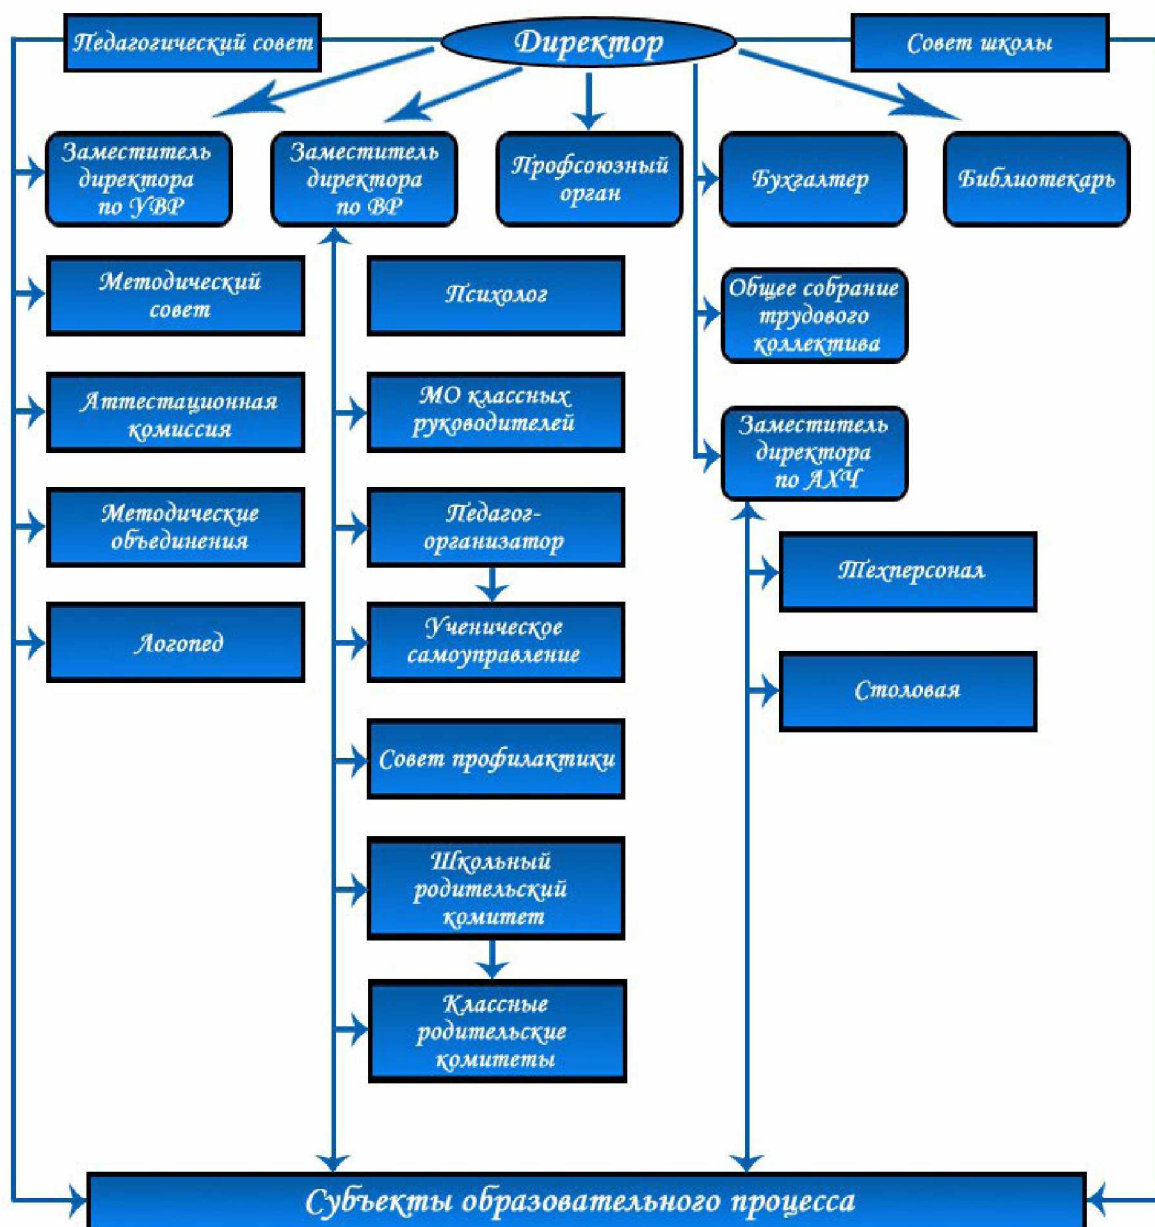 Педагогический совет
Директор
Совет школы
Заместитель
директора
по УВР
Заместитель
директора
по ВР
Профсоюзный
орган
Бухгалтер
Библиотекарь
Методический
совет
Психолог
Общее собрание
трудового
коллектива
Аттестационная
комиссия
МО классных
руководителей
Заместитель
директора
по АХЧ
Методические
объединения
Педагог-
организатор
Техперсонал
Логопед
Ученическое
самоуправление
Столовая
Совет профилактики
Школьный
родительский
комитет
Классные
родительские
комитеты
Субъекты образовательного процесса